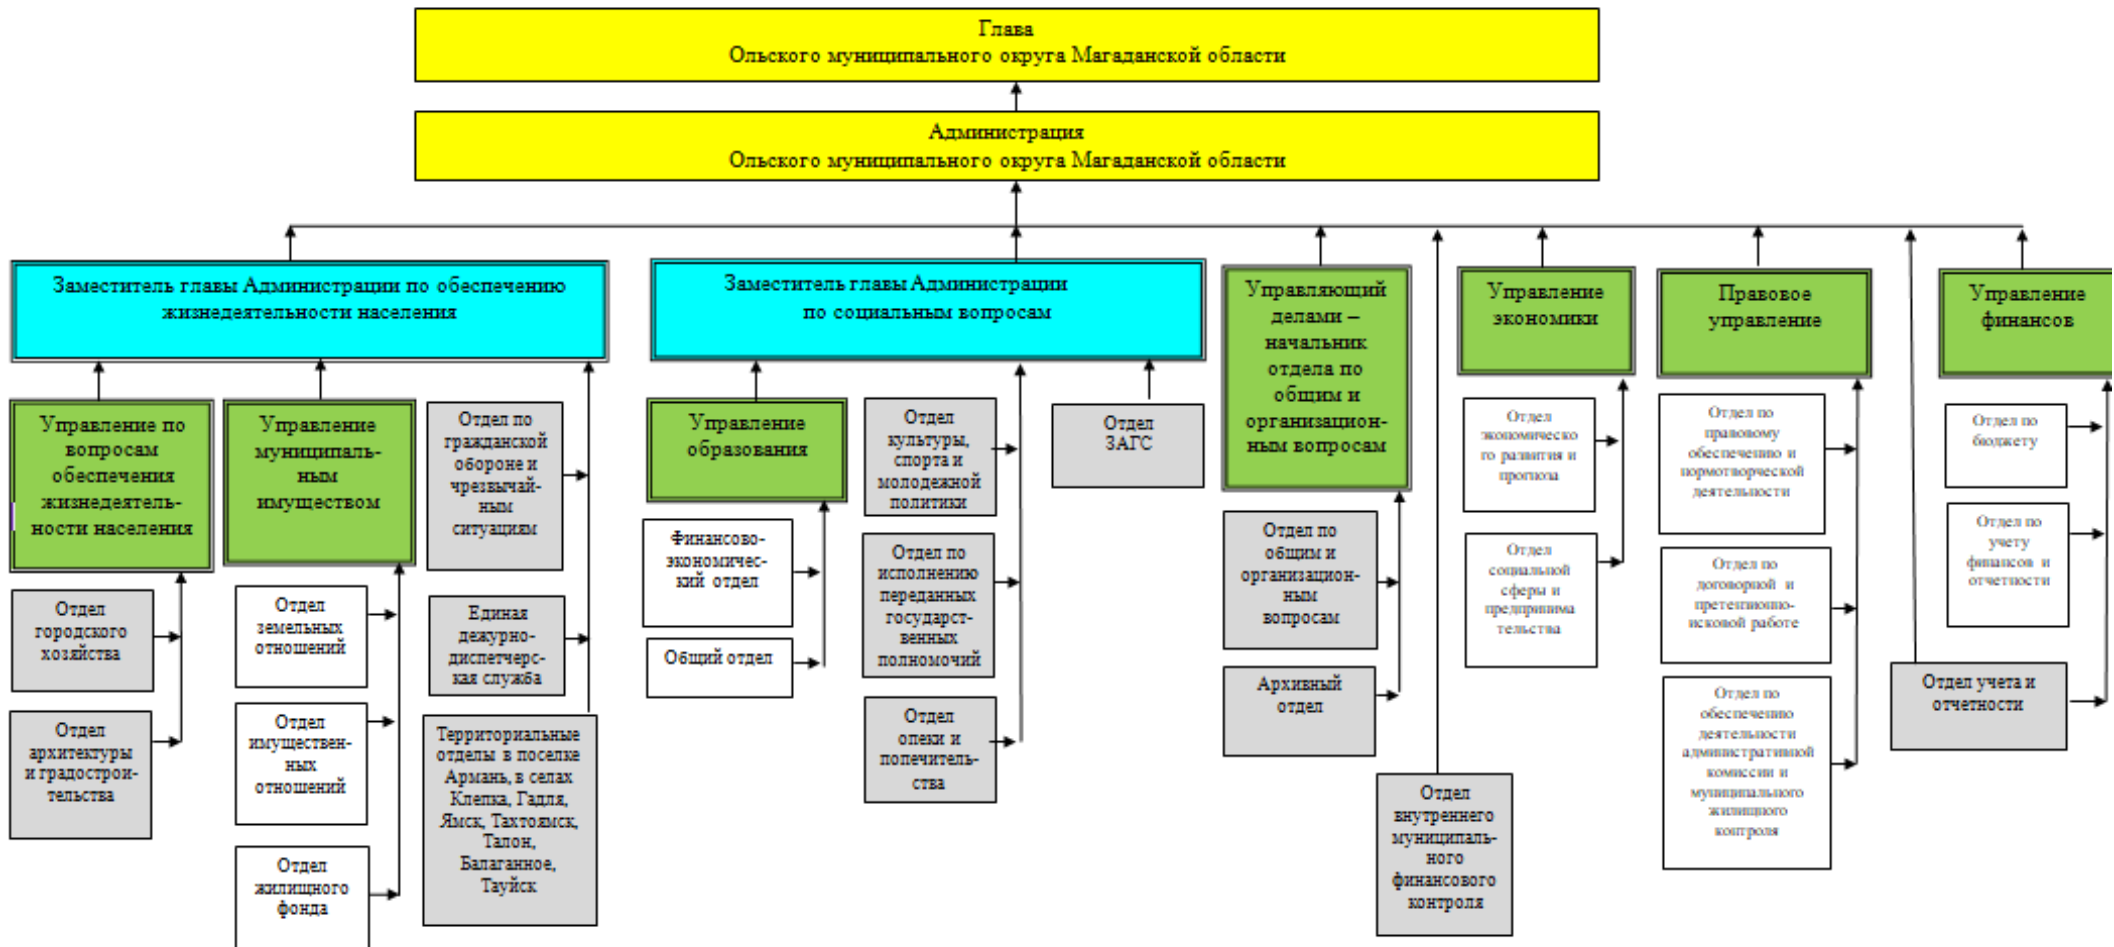 Глава
Ольского муниципального округа Магаданской области
Администрация
Ольского муниципального округа Магаданской области
Заместитель главы Администрации по обеспечению
жизнедеятельности населения
Заместитель главы Администрации
по социальным вопросам
Управляющий
делами –
начальник
отдела по
общим и
организацион-
ным вопросам
Управление
экономики
Правовое
управление
Управление
финансов
Управление по
вопросам
обеспечения
жизнедеятель-
ности населения
Управление
муниципаль-
ным
имуществом
Отдел по
гражданской
обороне и
чрезвычай-
ным
ситуациям
Управление
образования
Отдел
культуры,
спорта и
молодежной
политики
Отдел
ЗАГС
Отдел
экономическо
го развития и
прогноза
Отдел по
правовому
обеспечению и
нормотворческой
деятельности
Отдел по
бюджету
Отдел
городского
хозяйства
Отдел
земельных
отношений
Единая
дежурно-
диспетчерс-
кая служба
Финансово-
экономичес-
кий отдел
Отдел по
исполнению
переданных
государст-
венных
полномочий
Отдел по
общим и
организацион-
ным
вопросам
Отдел
социальной
сферы и
предпринима
тельства
Отдел по
договорной и
претензионно-
исковой работе
Отдел по
учету
финансов и
отчетности
Отдел
архитектуры
и градострои-
тельства
Отдел
имуществен-
ных
отношений
Территориальные
отделы в поселке
Армань, в селах
Клепка, Гадля,
Ямск, Тахтоямск,
Талон,
Балаганное,
Тауйск
Общий отдел
Отдел
опеки и
попечитель-
ства
Архивный
отдел
Отдел по
обеспечению
деятельности
административной
комиссии и
муниципального
жилищного
контроля
Отдел учета и
отчетности
Отдел
жилищного
фонда
Отдел
внутреннего
муниципаль-
ного
финансового
контроля